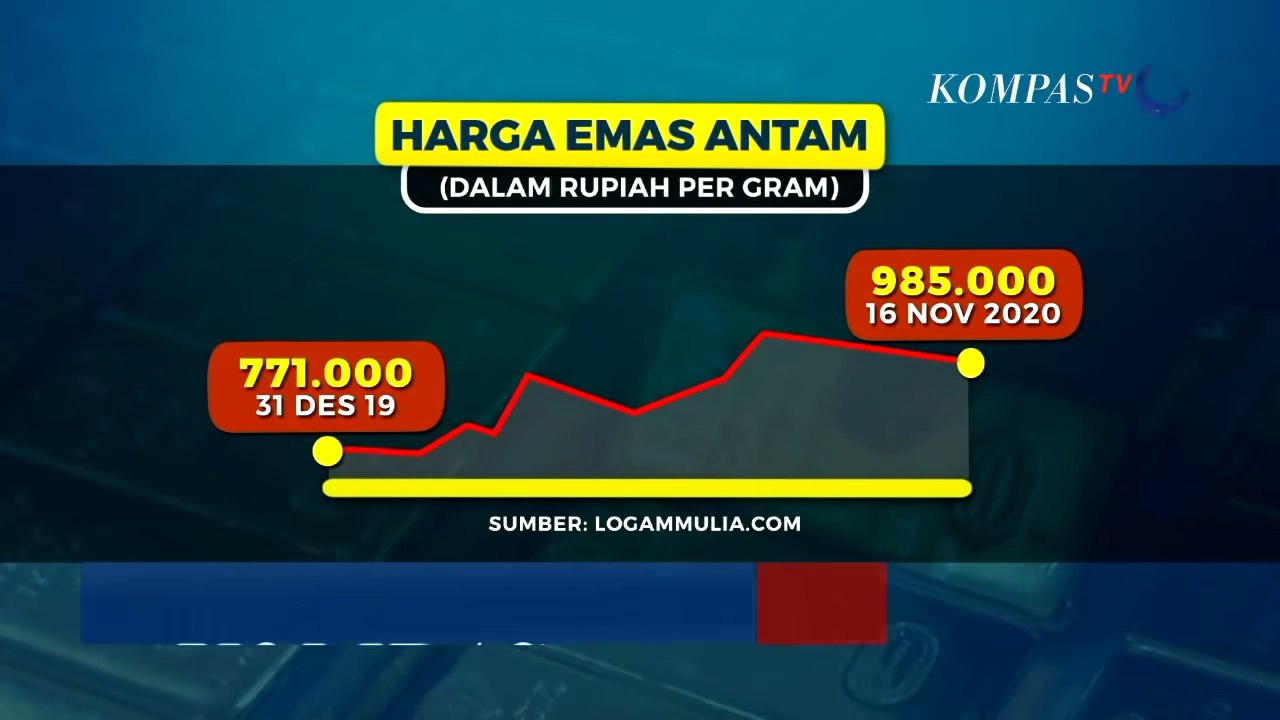 KOMPASTV
HARGA EMAS ANTAM
(DALAM RUPIAH PER GRAM)
985.000
16 NOV 2020
771.000
31 DES 19
SUMBER: LOGAMMULIA.COM